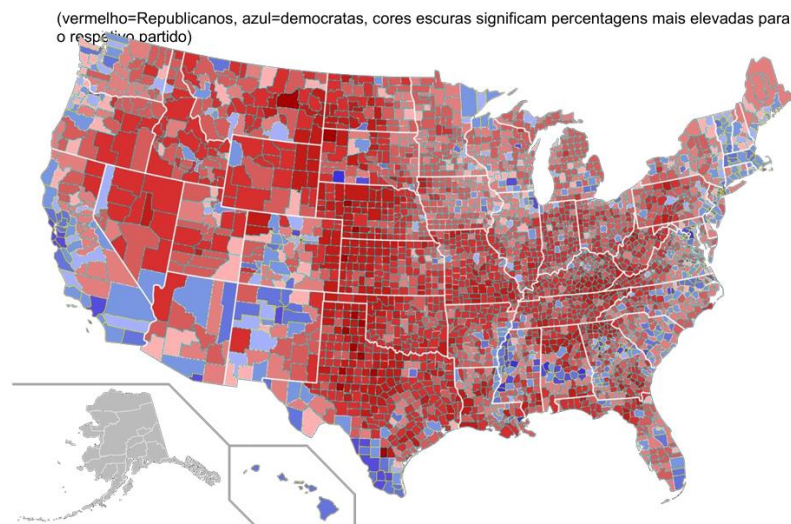 (vermelho=Republicanos, azul=democratas, cores escuras significam percentagens mais elevadas para
o respetivo partido)